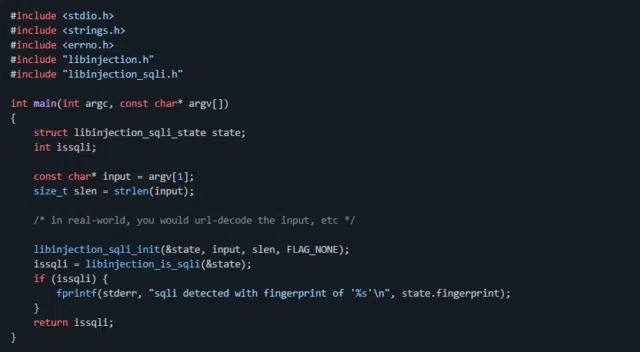 #include <stdio.h>
#include <strings.h>
#include <errno.h>
#include "libinjection.h"
#include "libinjection_sqli.h"

int main(int argc, const char* argv[])
{
    struct libinjection_sqli_state state;
    int issqli;

    const char* input = argv[1];
    size_t slen = strlen(input);

    /* in real-world, you would url-decode the input, etc */

    libinjection_sqli_init(&state, input, slen, FLAG_NONE);
    issqli = libinjection_is_sqli(&state);
    if (issqli) {
        fprintf(stderr, "sqli detected with fingerprint of '%s'\n", state.fingerprint);
    }
    return issqli;
}